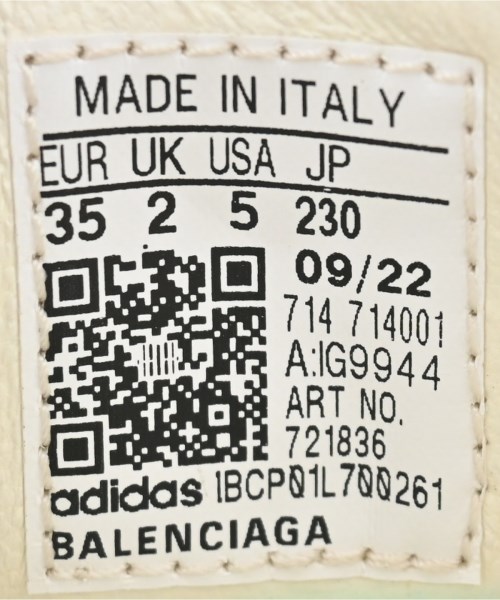 MADE IN ITALY
EUR UK USA JP
35 2 5 230
09/22
714 714001
A:IG9944
ART NO.
721836
adidas 1BCP01L700261
BALENCIAGA